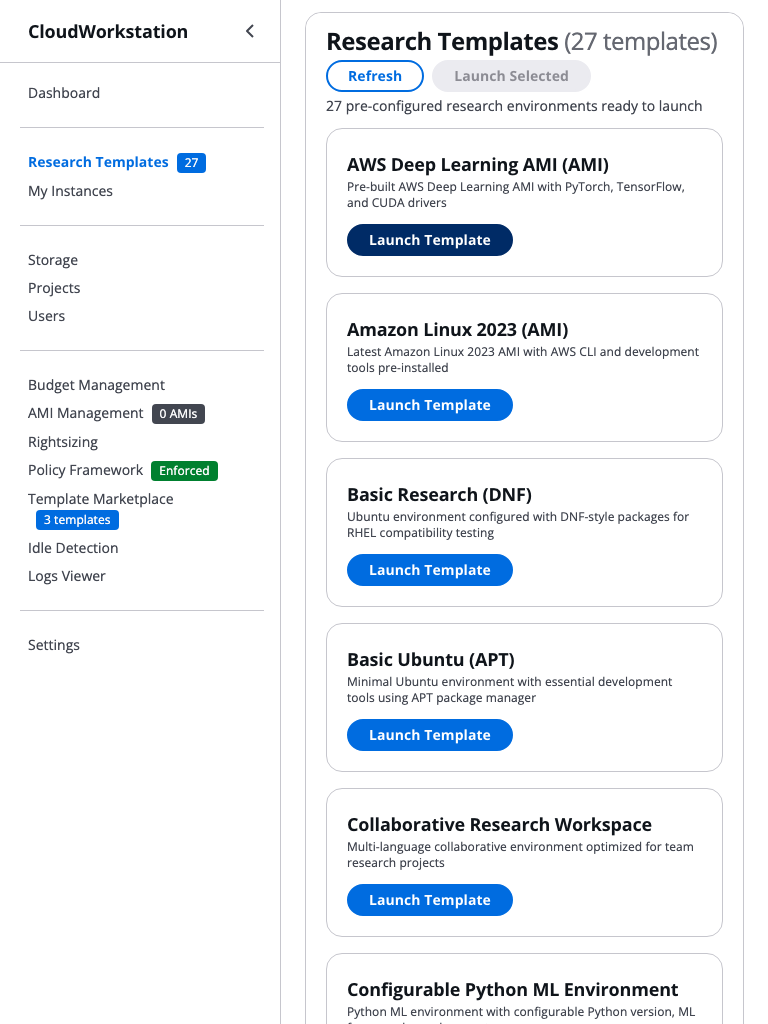 CloudWorkstation
Dashboard
Research Templates 27
My Instances
Storage
Projects
Users
Budget Management
AMI Management 0 AMIs
Rightsizing
Policy Framework Enforced
Template Marketplace
3 templates
Idle Detection
Logs Viewer
Settings
Research Templates (27 templates)
Refresh Launch Selected
27 pre-configured research environments ready to launch
AWS Deep Learning AMI (AMI)
Pre-built AWS Deep Learning AMI with PyTorch, TensorFlow,
and CUDA drivers
Launch Template
Amazon Linux 2023 (AMI)
Latest Amazon Linux 2023 AMI with AWS CLI and development
tools pre-installed
Launch Template
Basic Research (DNF)
Ubuntu environment configured with DNF-style packages for
RHEL compatibility testing
Launch Template
Basic Ubuntu (APT)
Minimal Ubuntu environment with essential development
tools using APT package manager
Launch Template
Collaborative Research Workspace
Multi-language collaborative environment optimized for team
research projects
Launch Template
Configurable Python ML Environment
Python ML environment with configurable Python version, ML